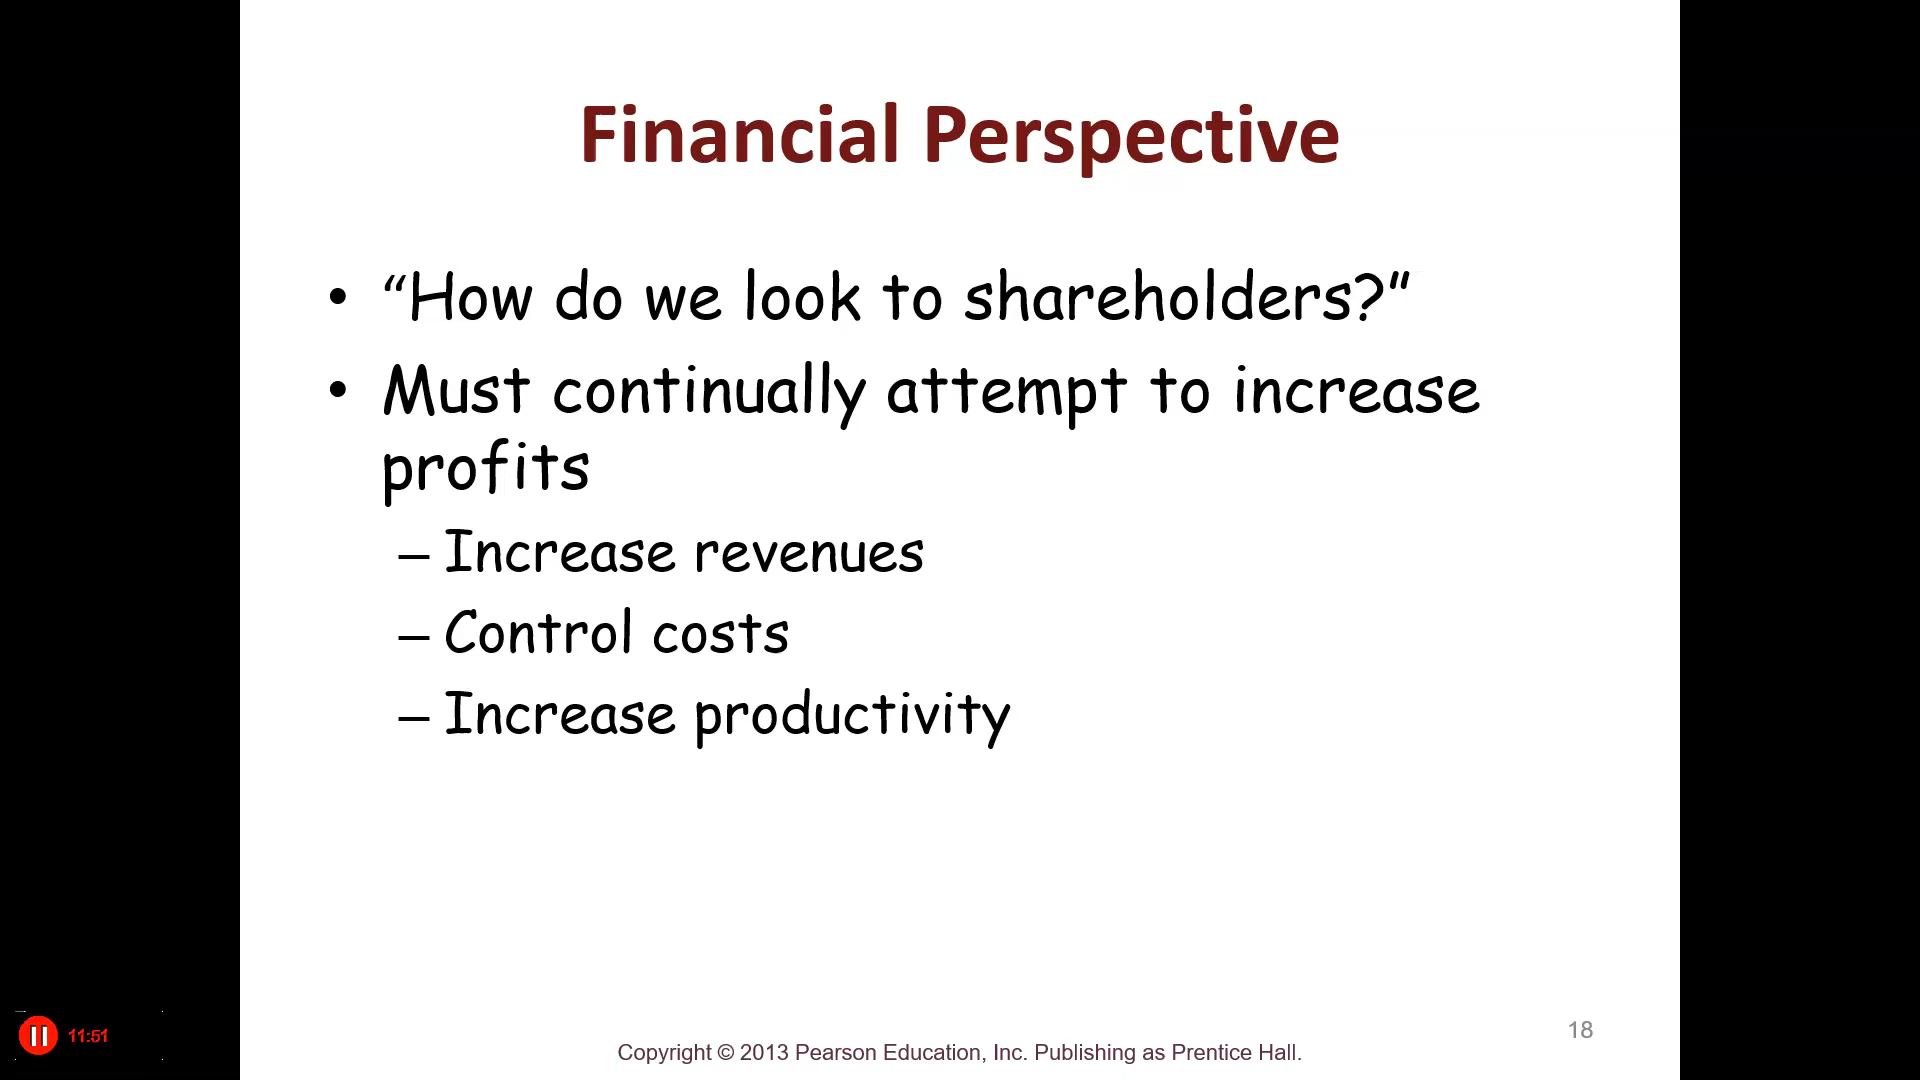 Financial Perspective
• “How do we look to shareholders?”
• Must continually attempt to increase
profits
– Increase revenues
– Control costs
– Increase productivity
18
Copyright © 2013 Pearson Education, Inc. Publishing as Prentice Hall.
11:51